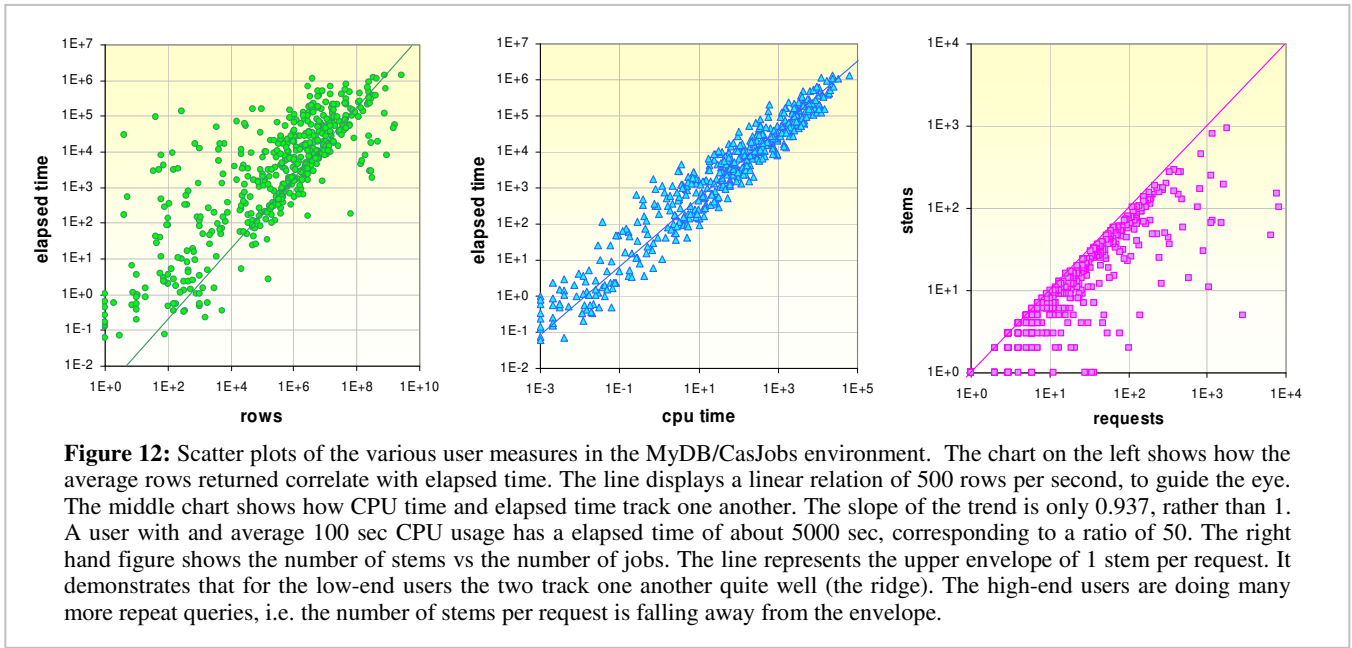 1E+7
1E+6
1E+5
1E+4
1E+3
1E+2
1E+1
1E+0
1E-1
1E-2
elapsed time
1E+0 1E+2 1E+4 1E+6 1E+8 1E+10
rows
1E+7
1E+6
1E+5
1E+4
1E+3
1E+2
1E+1
1E+0
1E-1
1E-2
elapsed time
1E-3 1E-1 1E+1 1E+3 1E+5
cpu time
1E+4
1E+3
1E+2
1E+1
1E+0
stems
1E+0 1E+1 1E+2 1E+3 1E+4
requests
Figure 12: Scatter plots of the various user measures in the MyDB/CasJobs environment. The chart on the left shows how the
average rows returned correlate with elapsed time. The line displays a linear relation of 500 rows per second, to guide the eye.
The middle chart shows how CPU time and elapsed time track one another. The slope of the trend is only 0.937, rather than 1.
A user with and average 100 sec CPU usage has a elapsed time of about 5000 sec, corresponding to a ratio of 50. The right
hand figure shows the number of stems vs the number of jobs. The line represents the upper envelope of 1 stem per request. It
demonstrates that for the low-end users the two track one another quite well (the ridge). The high-end users are doing many
more repeat queries, i.e. the number of stems per request is falling away from the envelope.